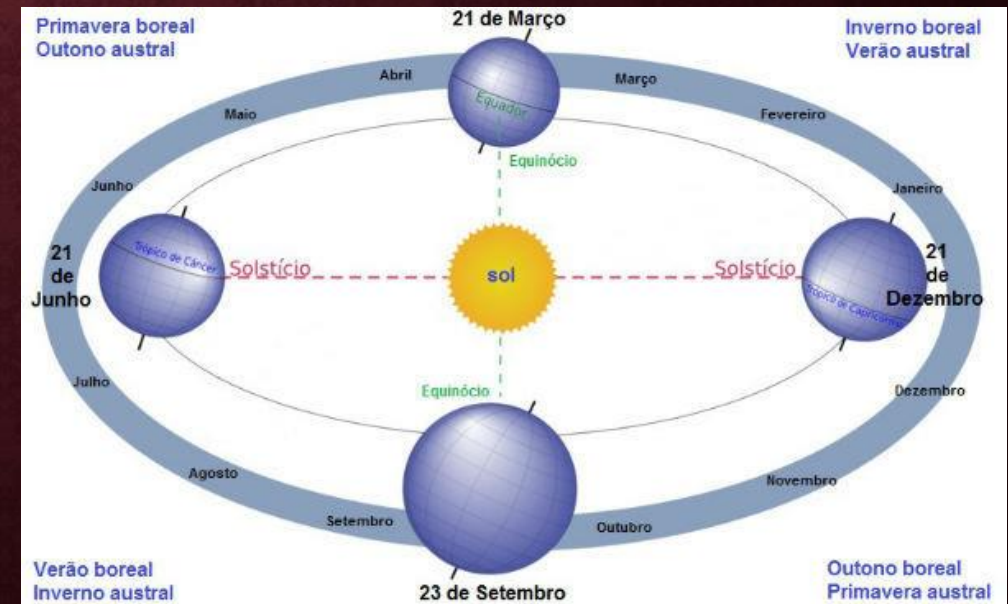 Primavera boreal
Outono austral
21 de Março
Inverno boreal
Verão austral
Abril
Março
Maio
Equador
Fevereiro
Equinócio
Junho
Janeiro
21
de
Junho
Trópico de Câncer
Solstício
sol
Solstício
Trópico de Capricornio
21
de
Dezembro
Julho
Equinócio
Dezembro
Agosto
Novembro
Setembro
Outubro
Verão boreal
Inverno austral
23 de Setembro
Outono boreal
Primavera austral